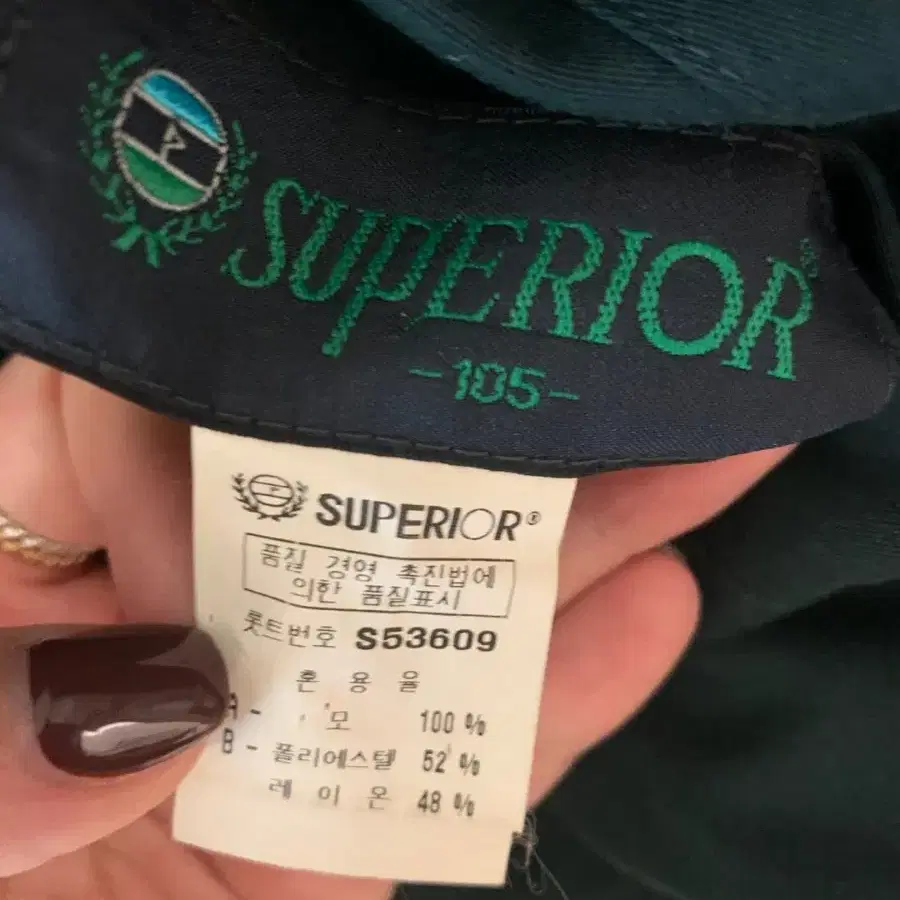 SUPERIOR®
-105-
SUPERIOR®
품질 경영 촉진법에
의한 품질표시
롯트번호 S53609
혼 용 율
A - 모 100 %
B - 폴리에스텔 52 %
레 이 온 48 %